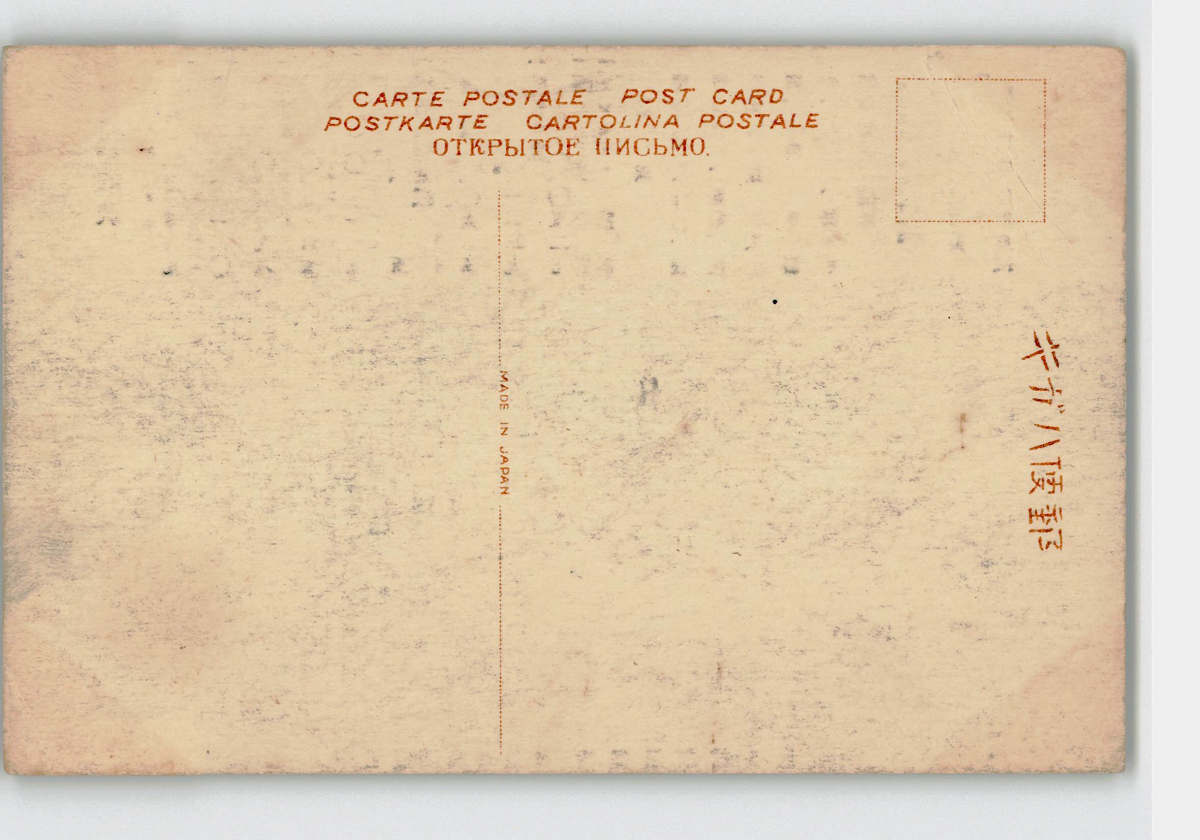 CARTE POSTALE POST CARD
POSTKARTE CARTOLINA POSTALE
ОТКРЫТОЕ ПИСЬМО.
MADE IN JAPAN
郵便ハガキ